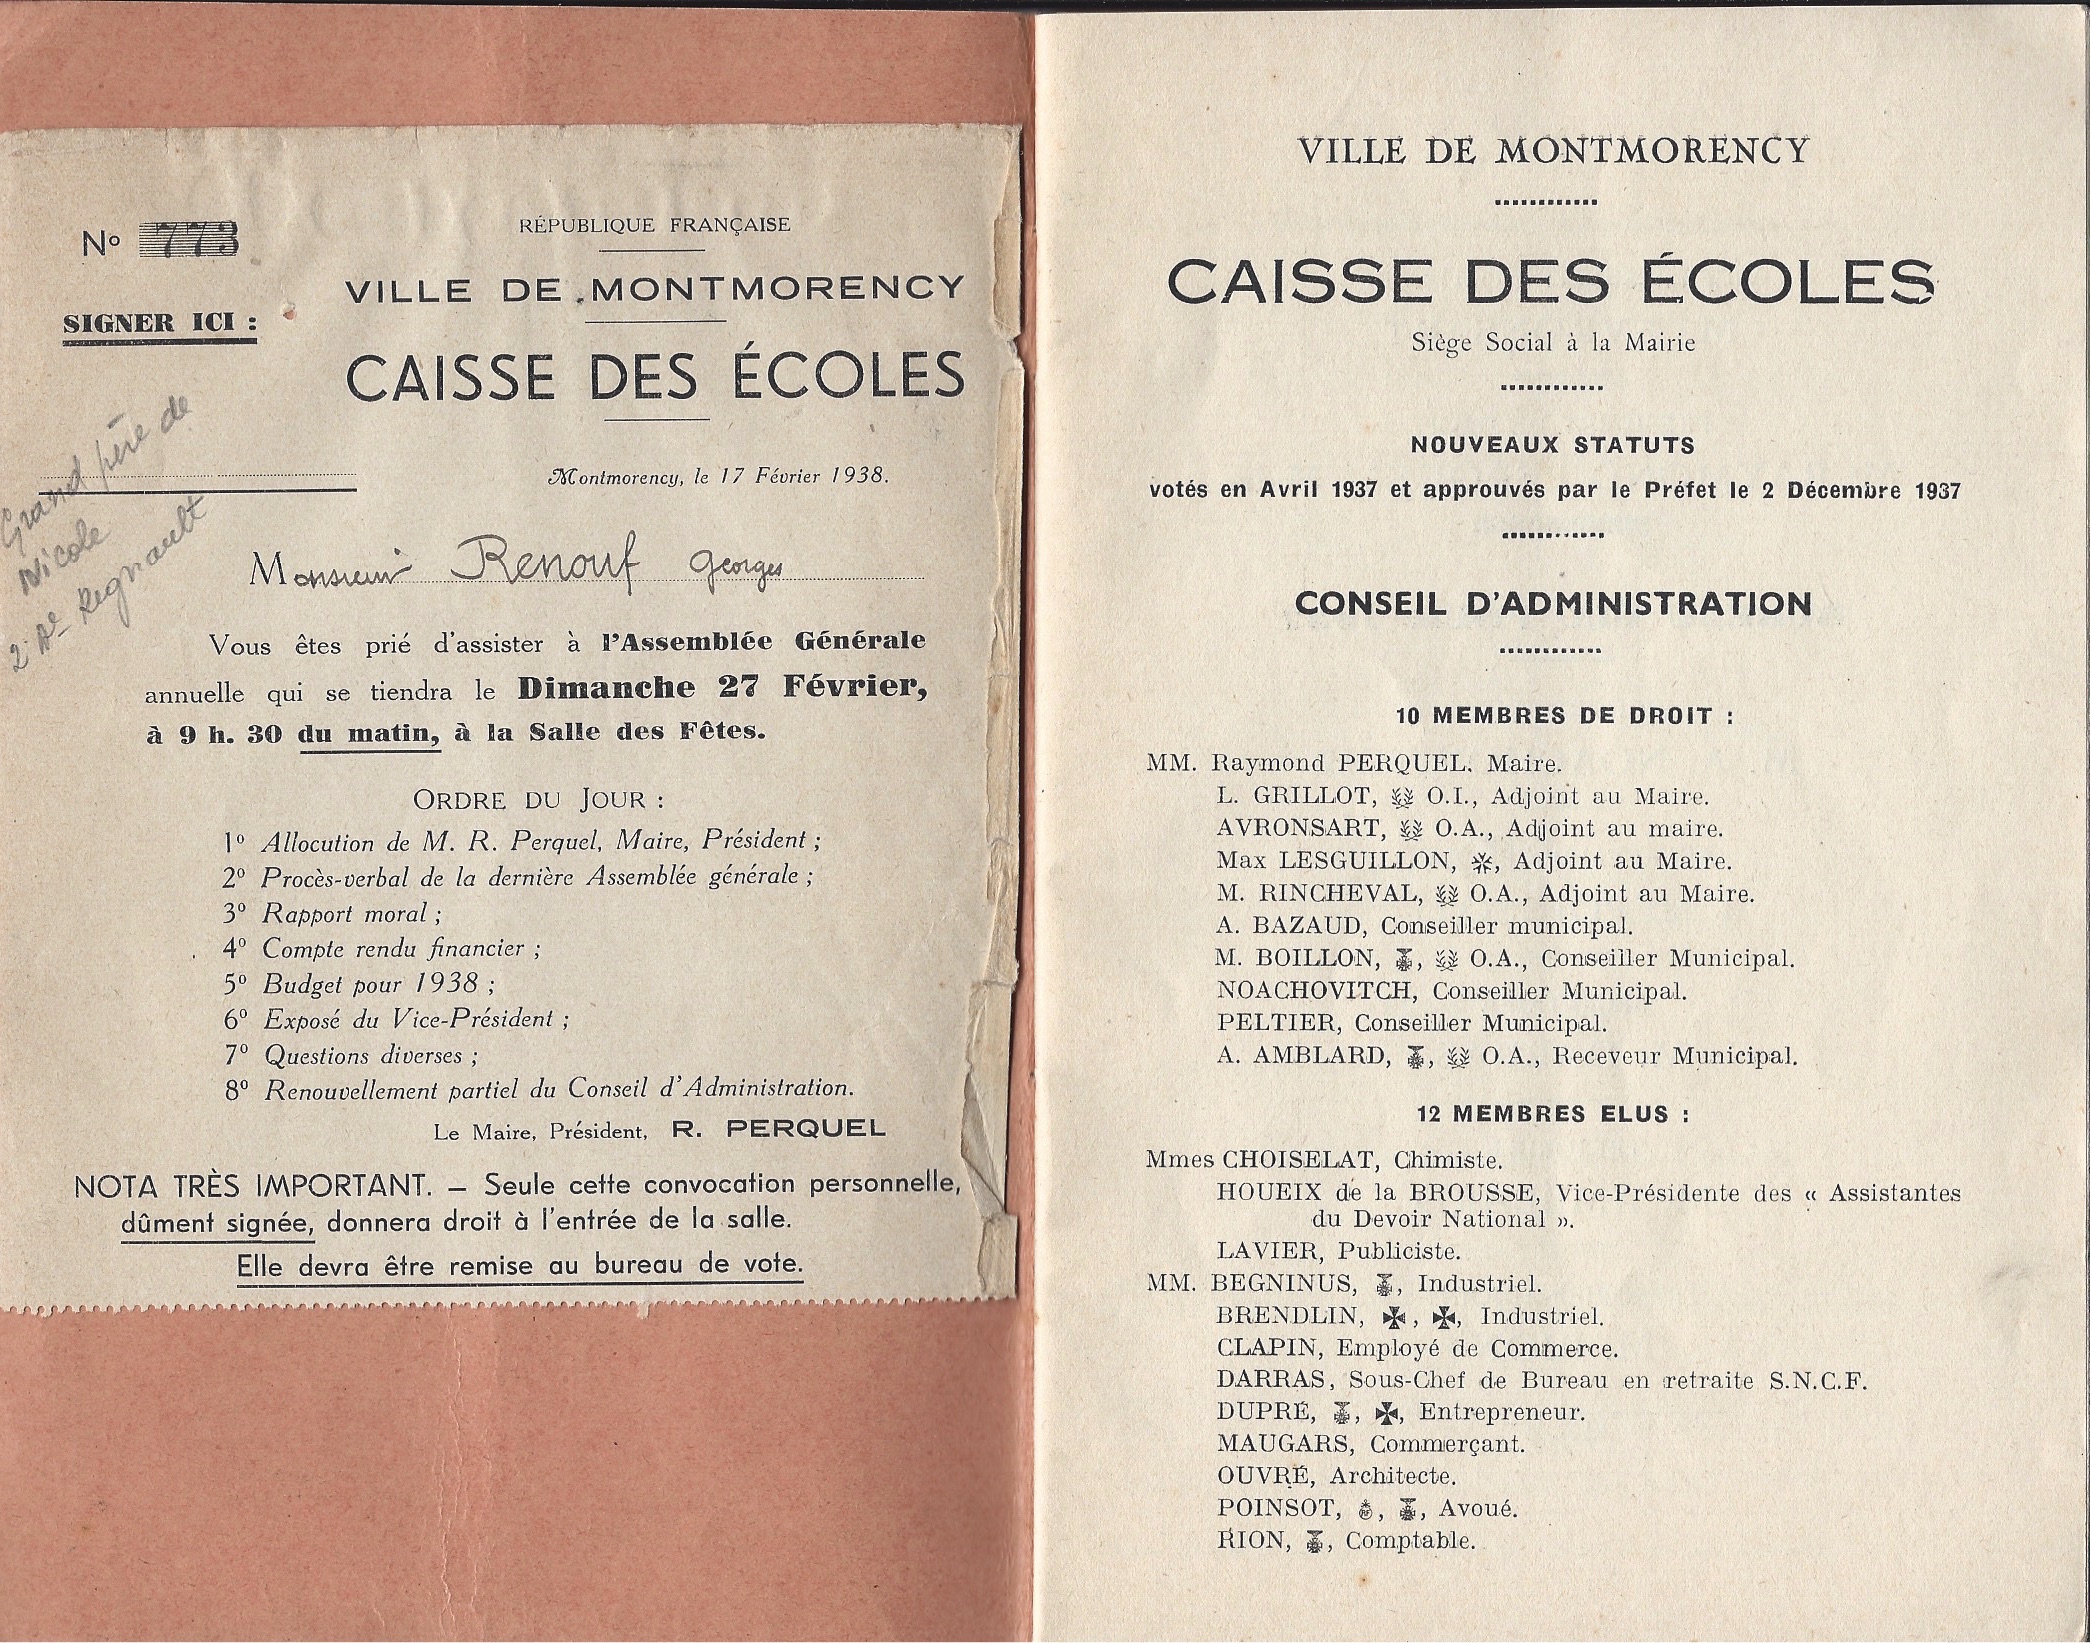 N° 773
SIGNER ICI :
RÉPUBLIQUE FRANÇAISE
VILLE DE MONTMORENCY
CAISSE DES ÉCOLES
Montmorency, le 17 Février 1938.
Grand père de
Nicole
Regnault
Monsieur Renouf Georges
Vous êtes prié d'assister à l'Assemblée Générale
annuelle qui se tiendra le Dimanche 27 Février,
à 9 h. 30 du matin, à la Salle des Fêtes.
ORDRE DU JOUR :
1° Allocution de M. R. Perquel, Maire, Président ;
2° Procès-verbal de la dernière Assemblée générale ;
3° Rapport moral ;
4° Compte rendu financier ;
5° Budget pour 1938 ;
6° Exposé du Vice-Président ;
7° Questions diverses ;
8° Renouvellement partiel du Conseil d'Administration.
Le Maire, Président, R. PERQUEL
NOTA TRÈS IMPORTANT. — Seule cette convocation personnelle,
dûment signée, donnera droit à l'entrée de la salle.
Elle devra être remise au bureau de vote.
VILLE DE MONTMORENCY
CAISSE DES ÉCOLES
Siège Social à la Mairie
NOUVEAUX STATUTS
votés en Avril 1937 et approuvés par le Préfet le 2 Décembre 1937
CONSEIL D'ADMINISTRATION
10 MEMBRES DE DROIT :
MM. Raymond PERQUEL. Maire.
L. GRILLOT, O.I., Adjoint au Maire.
AVRONSART, O.A., Adjoint au maire.
Max LESGUILLON, Adjoint au Maire.
M. RINCHEVAL, O.A., Adjoint au Maire.
A. BAZAUD, Conseiller municipal.
M. BOILLON, O.A., Conseiller Municipal.
NOACHOVITCH, Conseiller Municipal.
PELTIER, Conseiller Municipal.
A. AMBLARD, O.A., Receveur Municipal.
12 MEMBRES ELUS :
Mmes CHOISELAT, Chimiste.
HOUEIX de la BROUSSE, Vice-Présidente des « Assistantes
du Devoir National ».
LAVIER, Publiciste.
MM. BEGNINUS, Industriel.
BRENDLIN, Industriel.
CLAPIN, Employé de Commerce.
DARRAS, Sous-Chef de Bureau en retraite S.N.C.F.
DUPRÉ, Entrepreneur.
MAUGARS, Commerçant.
OUVRÉ, Architecte.
POINSOT, Avoué.
RION, Comptable.